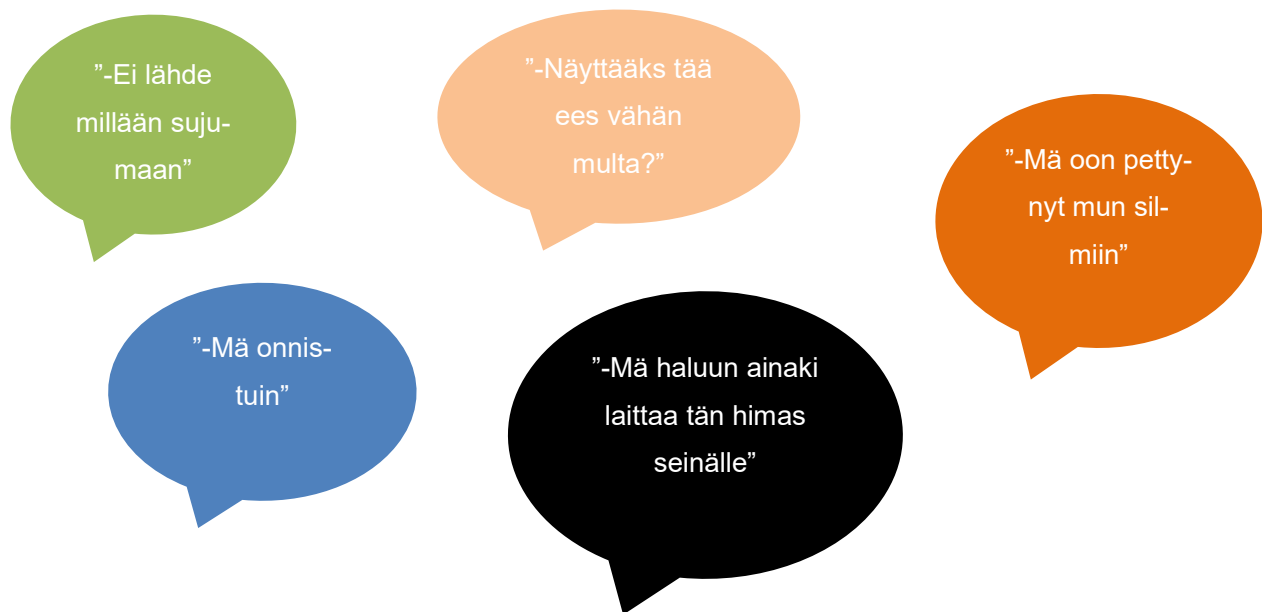 ”-Ei lähde
millään suju-
maan”
”-Näyttääks tää
ees vähän
multa?”
”-Mä oon petty-
nyt mun sil-
miin”
”-Mä onnis-
tuin”
”-Mä haluun ainaki
laittaa tän himas
seinälle”